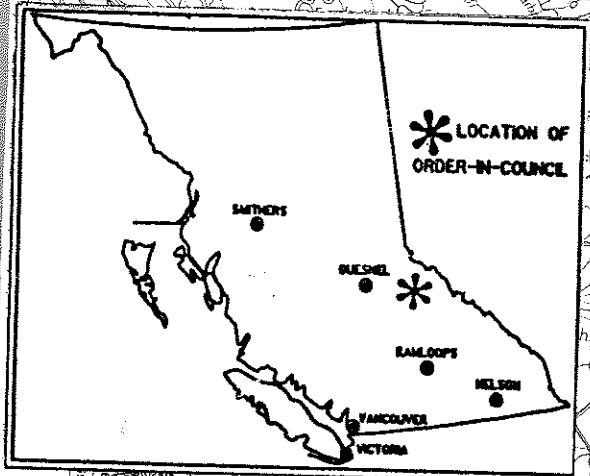 LOCATION OF
ORDER-IN-COUNCIL
SMITHERS
QUESNEL
KAMLOOPS
NELSON
VANCOUVER
VICTORIA